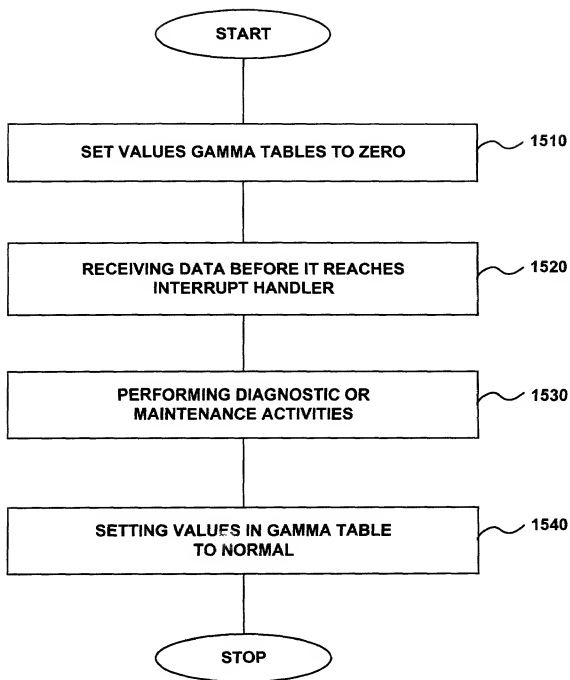 START
SET VALUES GAMMA TABLES TO ZERO
1510
RECEIVING DATA BEFORE IT REACHES
INTERRUPT HANDLER
1520
PERFORMING DIAGNOSTIC OR
MAINTENANCE ACTIVITIES
1530
SETTING VALUES IN GAMMA TABLE
TO NORMAL
1540
STOP